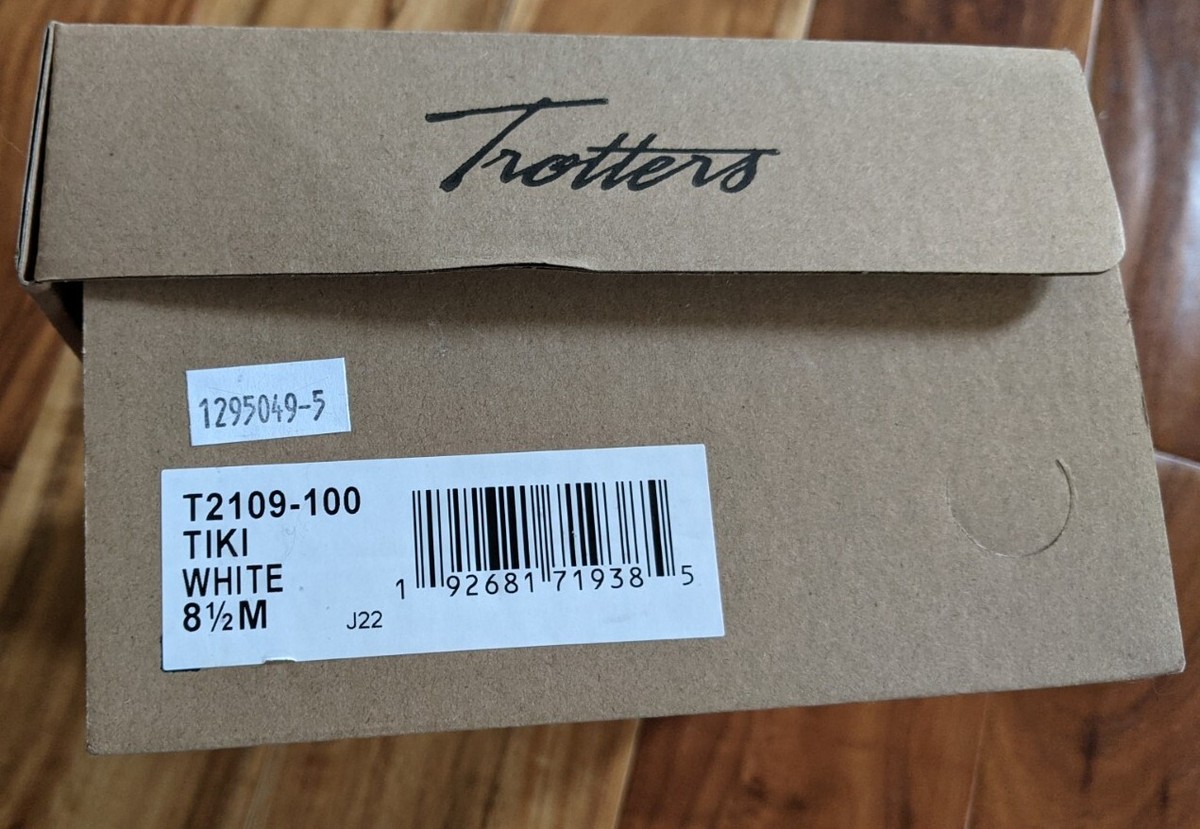 Trotters
1295049-5
T2109-100
TIKI
WHITE
8½M
J22
1 92681 71938 5